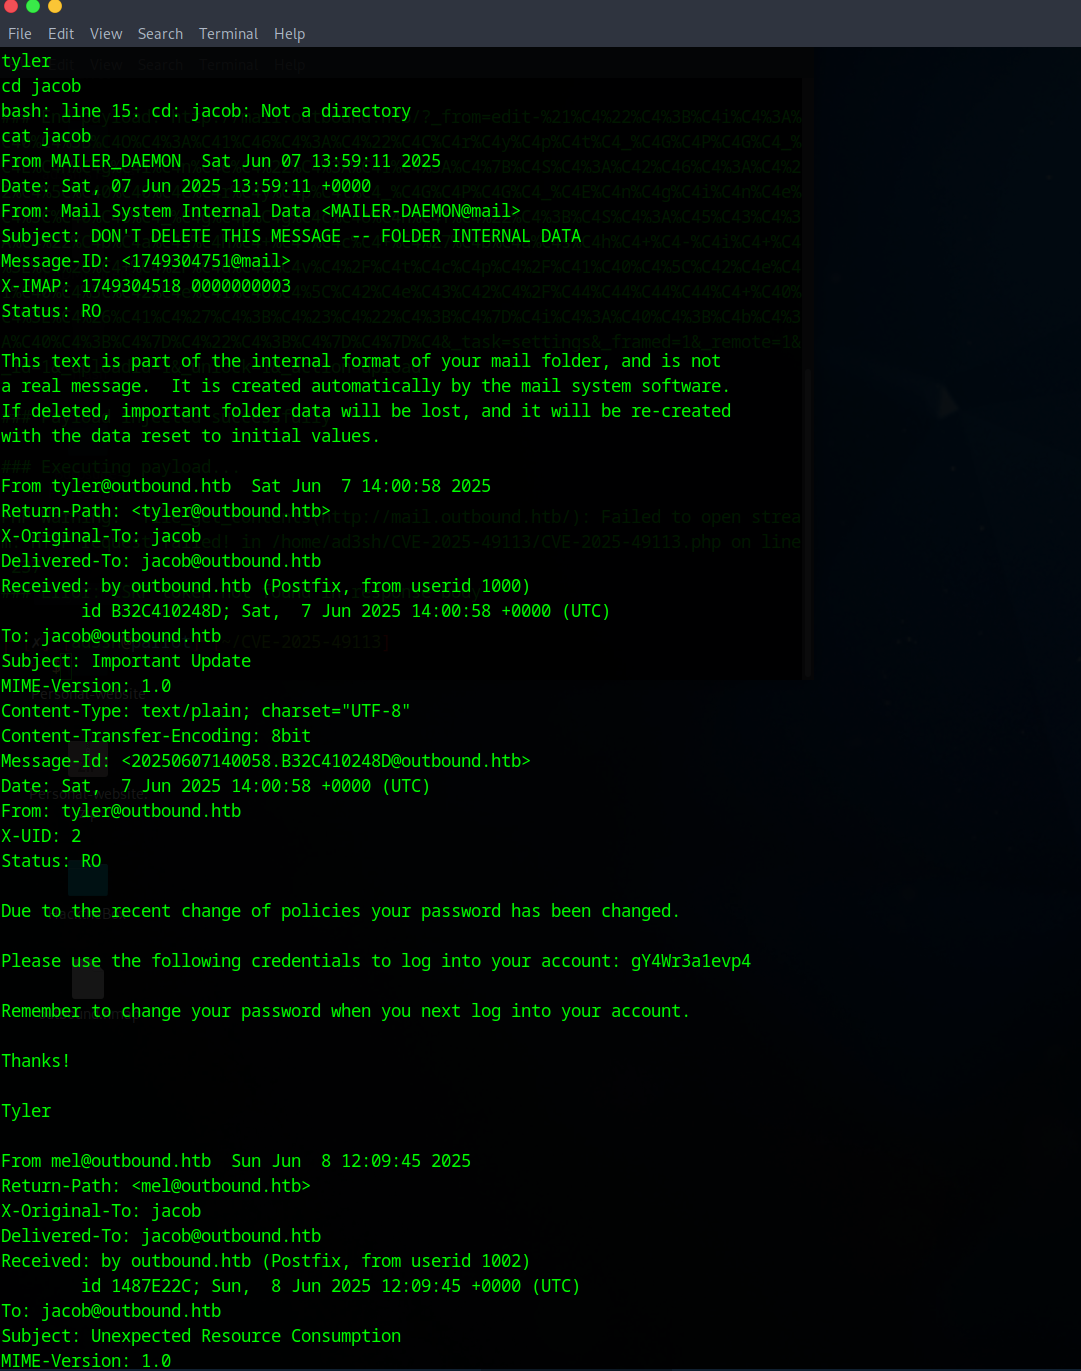 File Edit View Search Terminal Help
tyler
cd jacob
bash: line 15: cd: jacob: Not a directory
cat jacob
From MAILER_DAEMON  Sat Jun 07 13:59:11 2025
Date: Sat, 07 Jun 2025 13:59:11 +0000
From: Mail System Internal Data <MAILER-DAEMON@mail>
Subject: DON'T DELETE THIS MESSAGE -- FOLDER INTERNAL DATA
Message-ID: <1749304751@mail>
X-IMAP: 1749304518 0000000003
Status: RO
This text is part of the internal format of your mail folder, and is not
a real message.  It is created automatically by the mail system software.
If deleted, important folder data will be lost, and it will be re-created
with the data reset to initial values.
### Executing payload...
From tyler@outbound.htb  Sat Jun  7 14:00:58 2025
Return-Path: <tyler@outbound.htb>
X-Original-To: jacob
Delivered-To: jacob@outbound.htb
Received: by outbound.htb (Postfix, from userid 1000)
        id B32C410248D; Sat,  7 Jun 2025 14:00:58 +0000 (UTC)
To: jacob@outbound.htb
Subject: Important Update
MIME-Version: 1.0
Content-Type: text/plain; charset="UTF-8"
Content-Transfer-Encoding: 8bit
Message-Id: <20250607140058.B32C410248D@outbound.htb>
Date: Sat,  7 Jun 2025 14:00:58 +0000 (UTC)
From: tyler@outbound.htb
X-UID: 2
Status: RO
Due to the recent change of policies your password has been changed.
Please use the following credentials to log into your account: gY4Wr3a1evp4
Remember to change your password when you next log into your account.
Thanks!
Tyler
From mel@outbound.htb  Sun Jun  8 12:09:45 2025
Return-Path: <mel@outbound.htb>
X-Original-To: jacob
Delivered-To: jacob@outbound.htb
Received: by outbound.htb (Postfix, from userid 1002)
        id 1487E22C; Sun,  8 Jun 2025 12:09:45 +0000 (UTC)
To: jacob@outbound.htb
Subject: Unexpected Resource Consumption
MIME-Version: 1.0